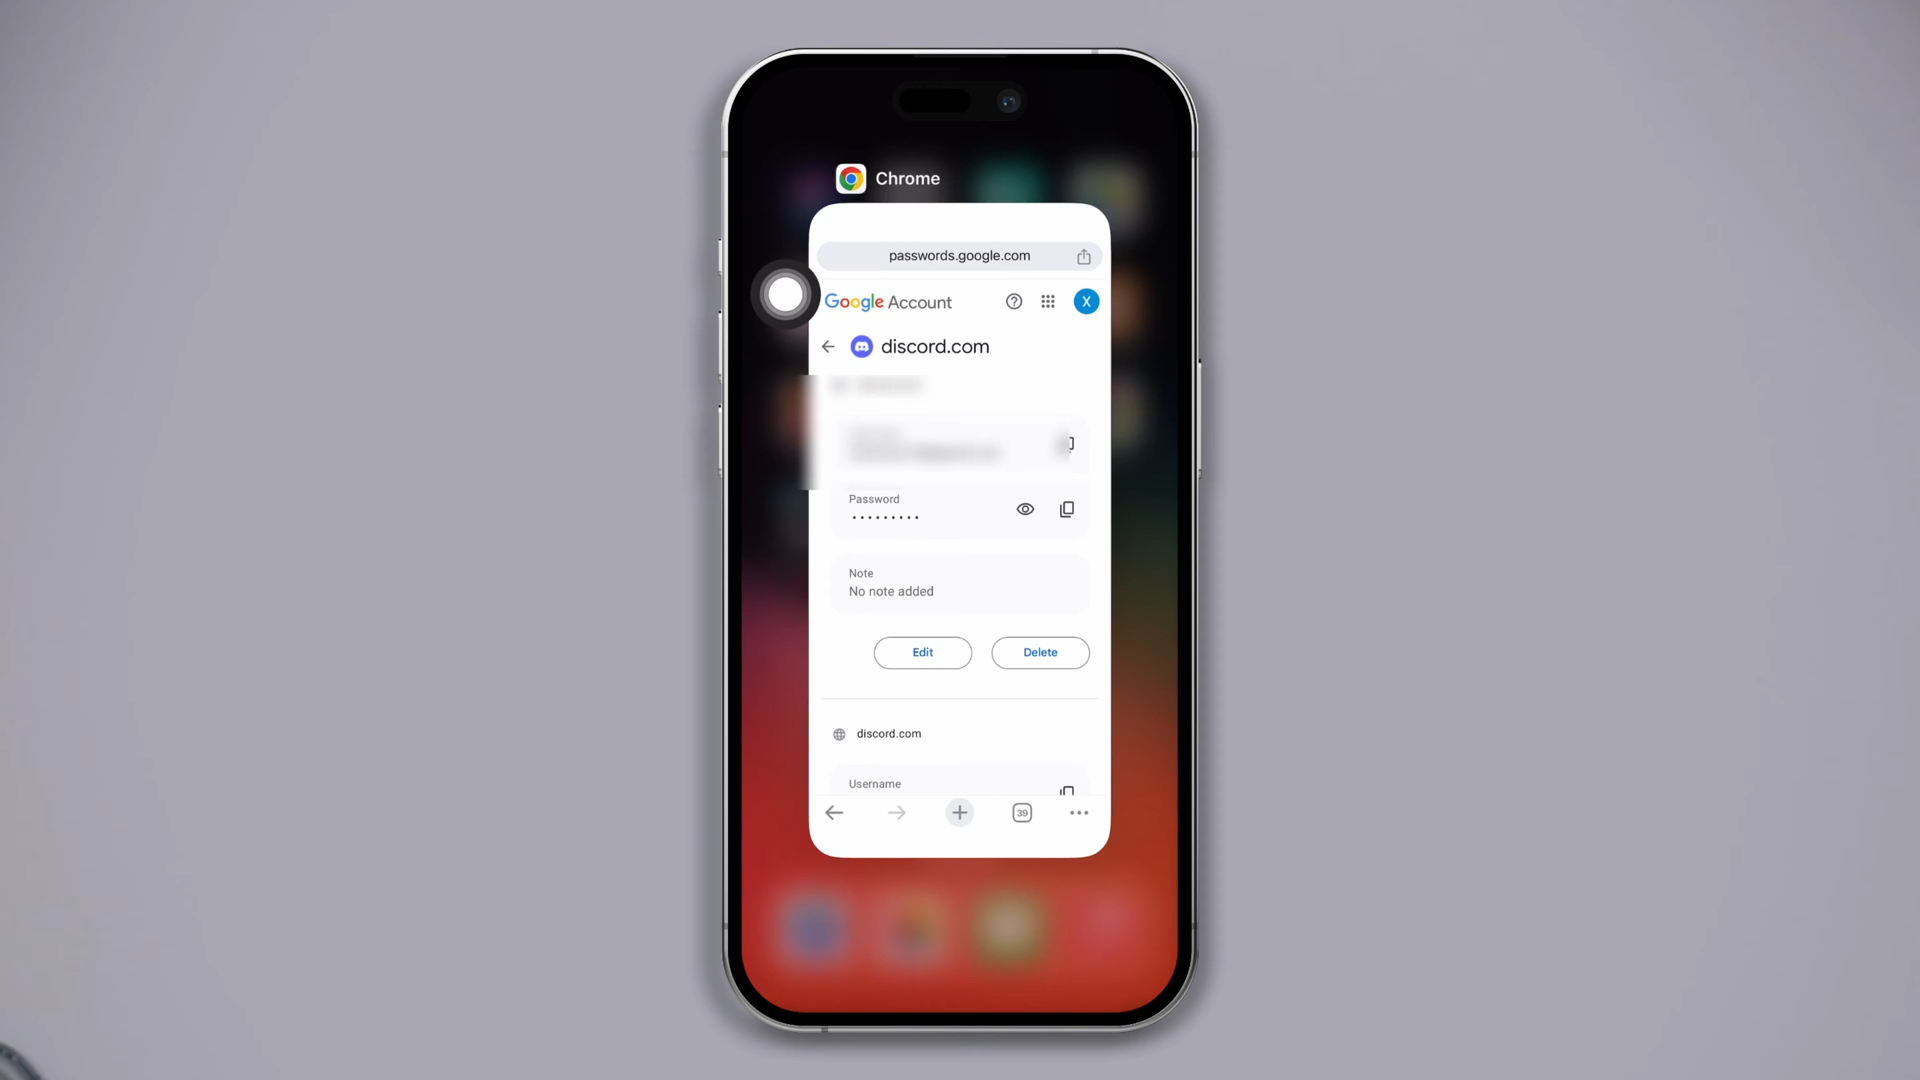 Chrome
passwords.google.com
Google Account
X
discord.com
Password
•••••••••
Note
No note added
Edit
Delete
discord.com
Username
39